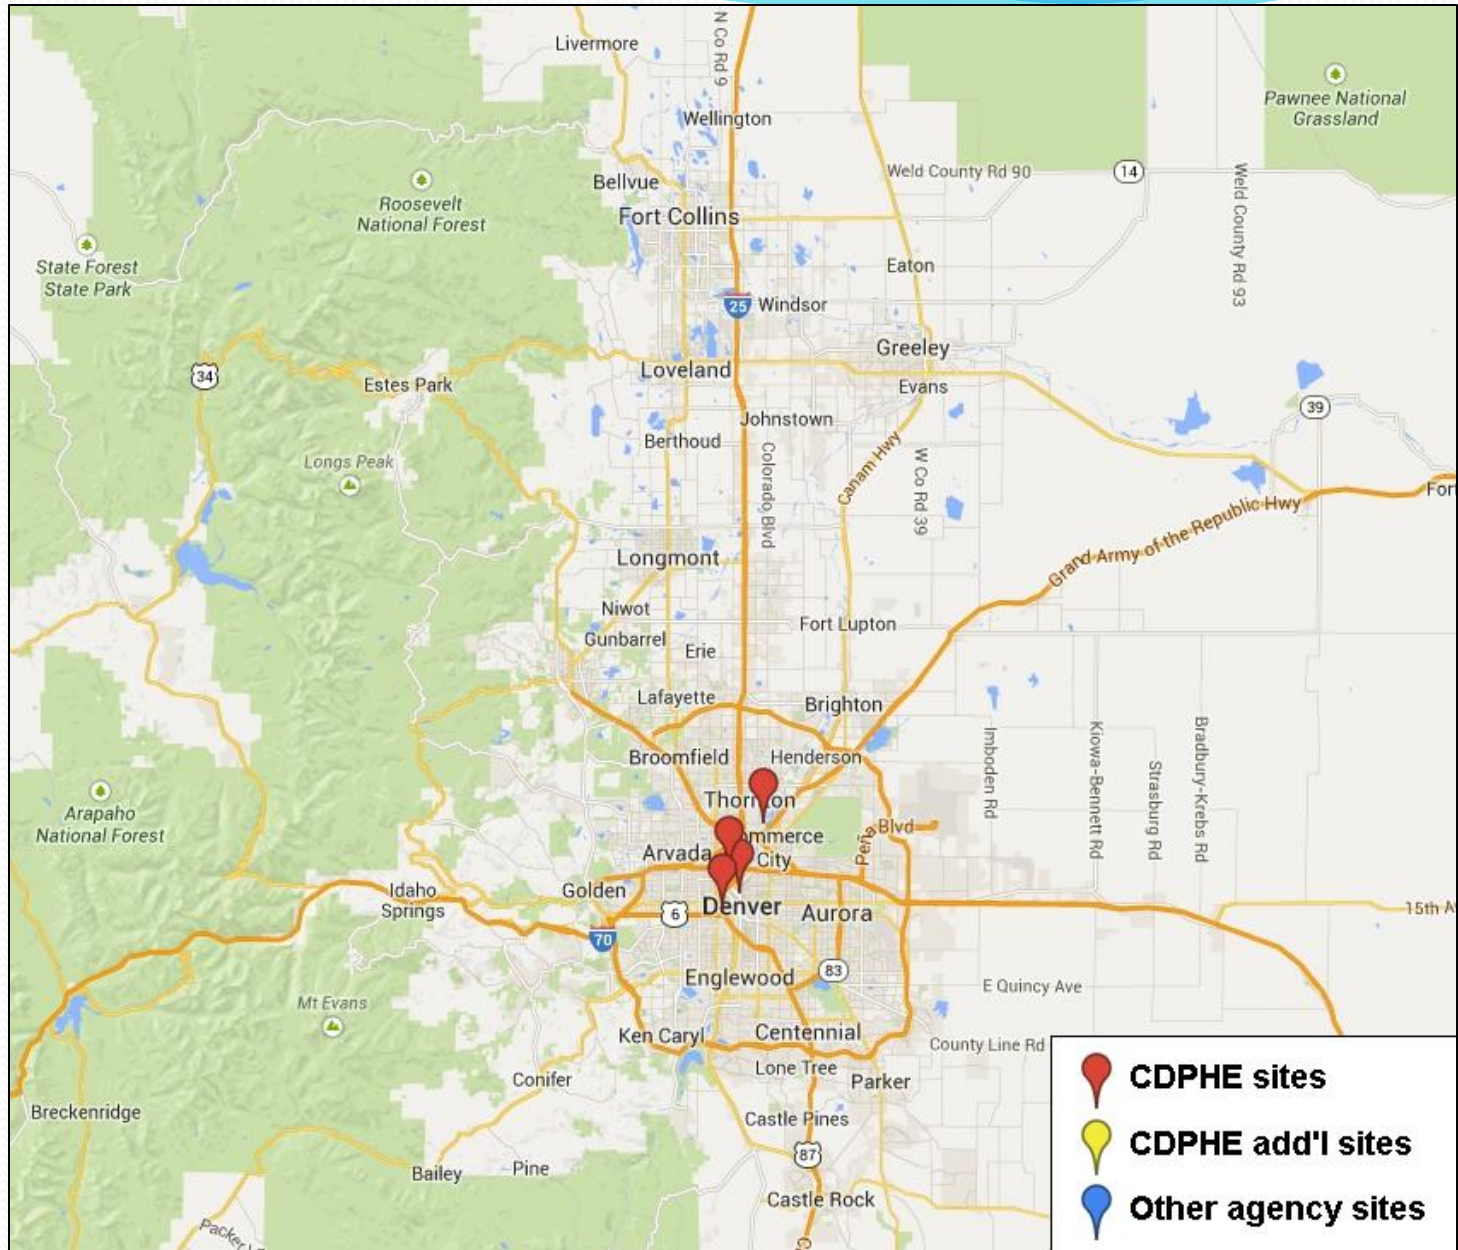 Livermore
N Co Rd 9
Pawnee National
Grassland
Wellington
Weld County Rd 90
14
Bellvue
Roosevelt
National Forest
Fort Collins
Weld County Rd 93
State Forest
State Park
Eaton
25
Windsor
Greeley
34
Loveland
Estes Park
Evans
39
Johnstown
Berthoud
Longs Peak
Colorado Blvd
Canam Hwy
W Co Rd 39
For
Grand Army of the Republic Hwy
Longmont
Niwot
Fort Lupton
Gunbarrel
Erie
Lafayette
Brighton
Broomfield
Henderson
Imboden Rd
Kiowa-Bennett Rd
Strasburg Rd
Bradbury-Krebs Rd
Arapaho
National Forest
Thornton
Peña Blvd
ommerce
City
Arvada
Idaho
Springs
Golden
6
Denver
Aurora
15th A
70
Englewood
83
E Quincy Ave
Mt Evans
Ken Caryl
Centennial
County Line Rd
Lone Tree
Conifer
Parker
Breckenridge
Castle Pines
87
Bailey
Pine
Castle Rock
Packer
CDPHE sites
CDPHE add'l sites
Other agency sites